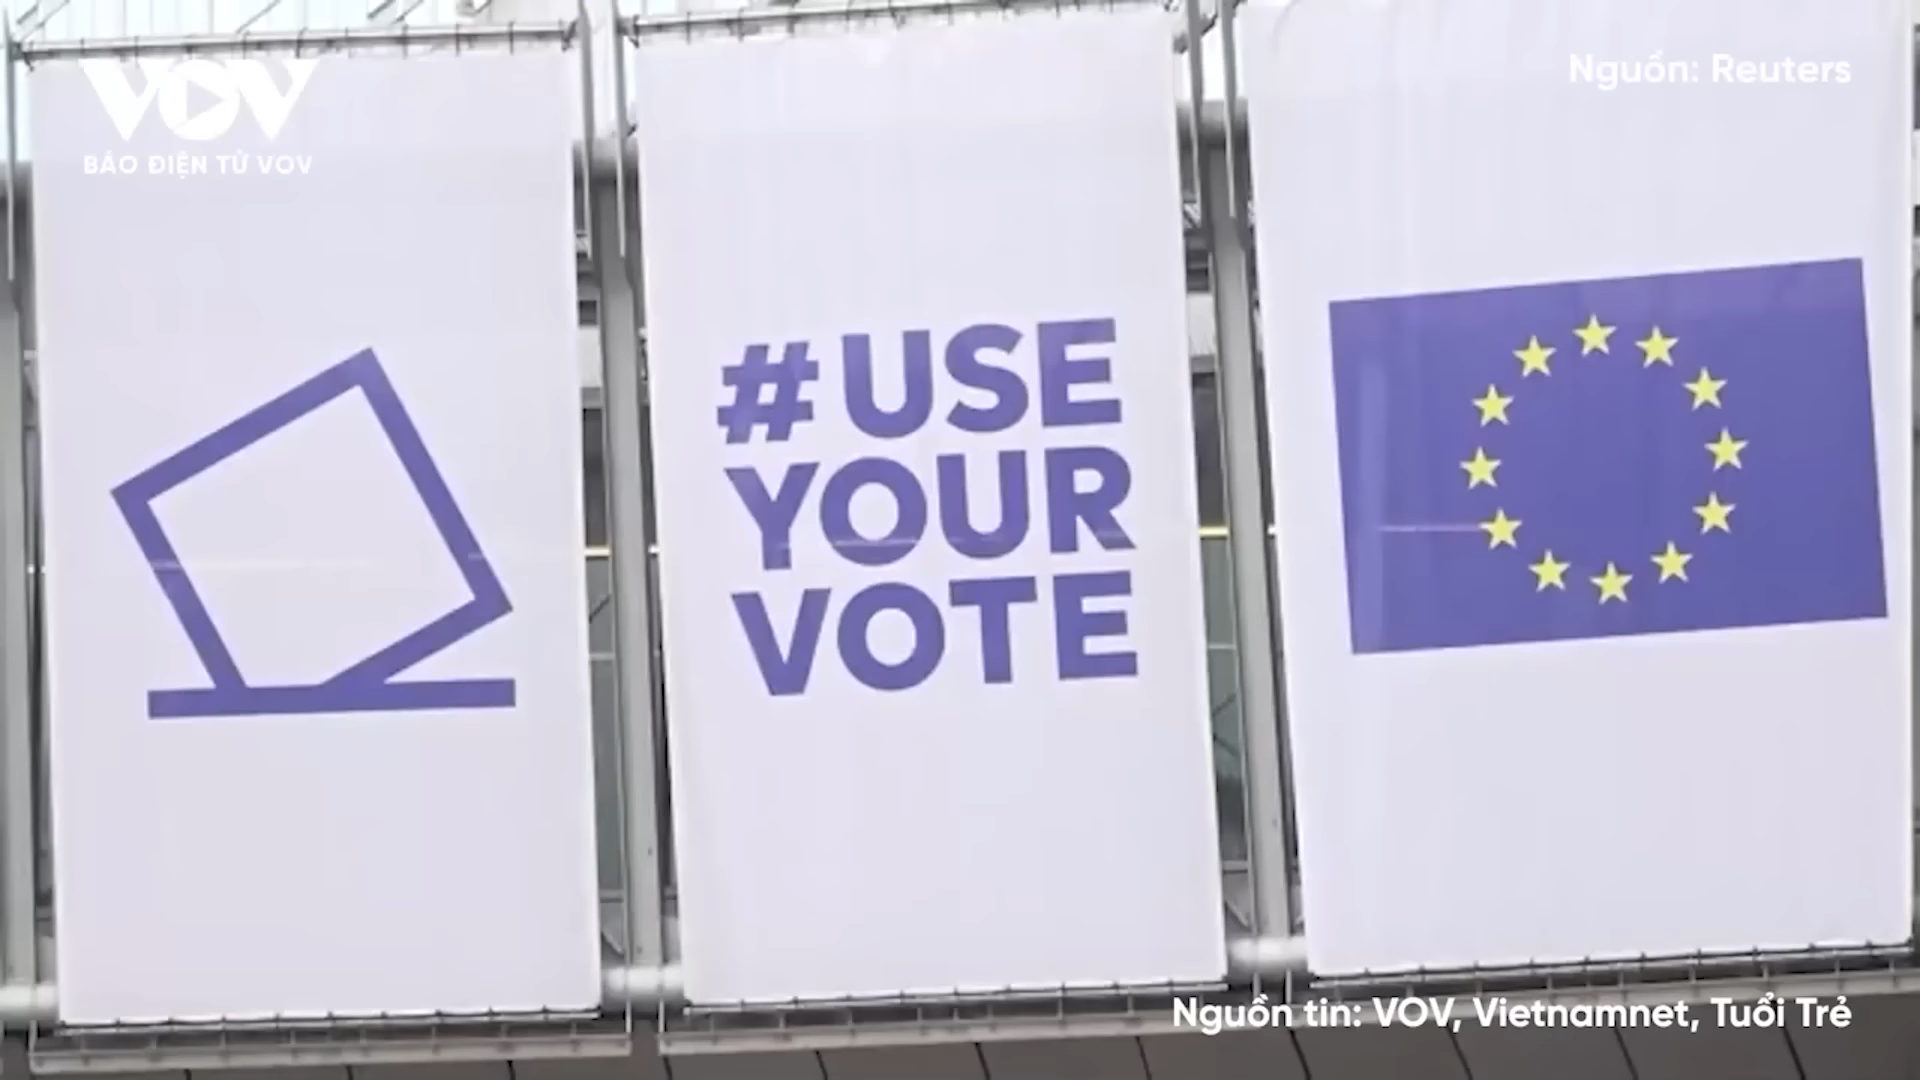 VOV
BÁO ĐIỆN TỬ VOV
Nguồn: Reuters
#USE
YOUR
VOTE
Nguồn tin: VOV, Vietnamnet, Tuổi Trẻ